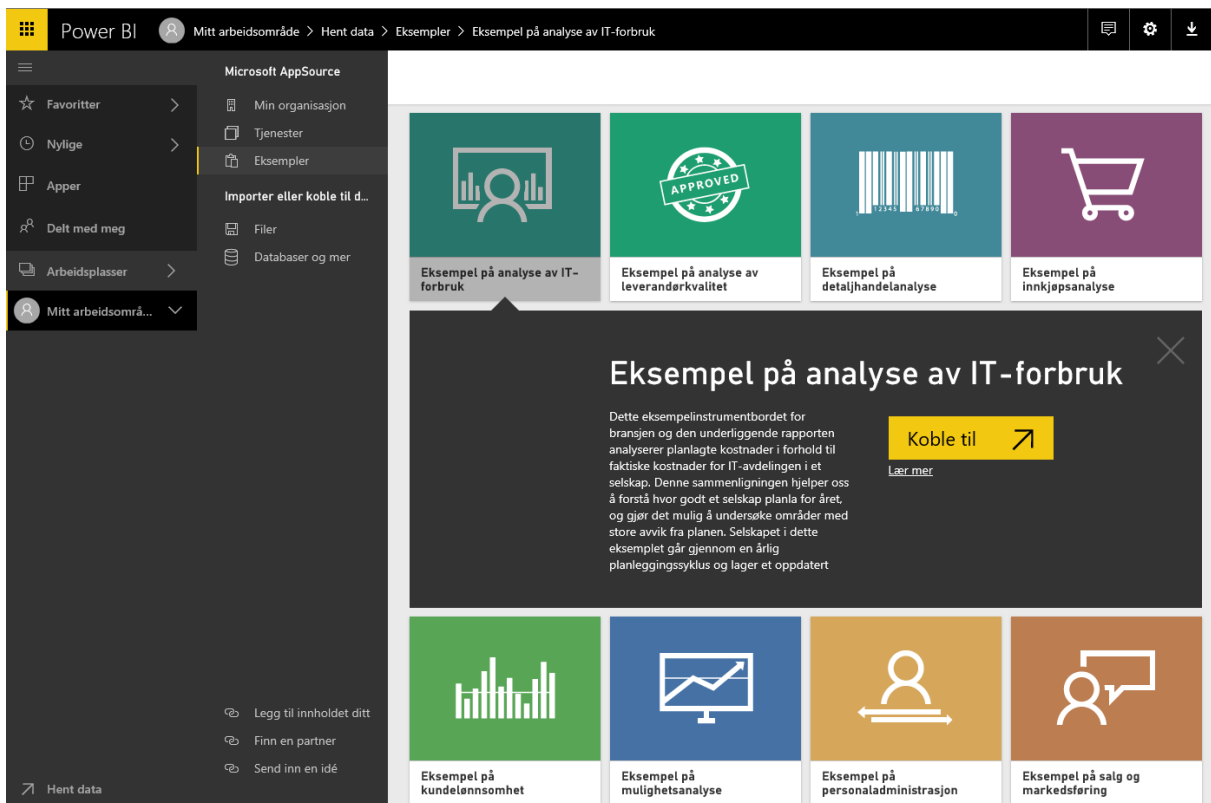 Power BI
Mitt arbeidsområde > Hent data > Eksempler > Eksempel på analyse av IT-forbruk
Favoritter
Nylige
Apper
Delt med meg
Arbeidsplasser
Mitt arbeidsområ...
Hent data
Microsoft AppSource
Min organisasjon
Tjenester
Eksempler
Importer eller koble til d...
Filer
Databaser og mer
Legg til innholdet ditt
Finn en partner
Send inn en idé
APPROVED
12345 67890
Eksempel på analyse av IT-
forbruk
Eksempel på analyse av
leverandørkvalitet
Eksempel på
detaljhandelanalyse
Eksempel på
innkjøpsanalyse
Eksempel på analyse av IT-forbruk
Dette eksempelinstrumentbordet for
bransjen og den underliggende rapporten
analyserer planlagte kostnader i forhold til
faktiske kostnader for IT-avdelingen i et
selskap. Denne sammenligningen hjelper oss
å forstå hvor godt et selskap planla for året,
og gjør det mulig å undersøke områder med
store avvik fra planen. Selskapet i dette
eksemplet går gjennom en årlig
planleggingssyklus og lager et oppdatert
Koble til
Lær mer
Eksempel på
kundelønnsomhet
Eksempel på
mulighetsanalyse
Eksempel på
personaladministrasjon
Eksempel på salg og
markedsføring